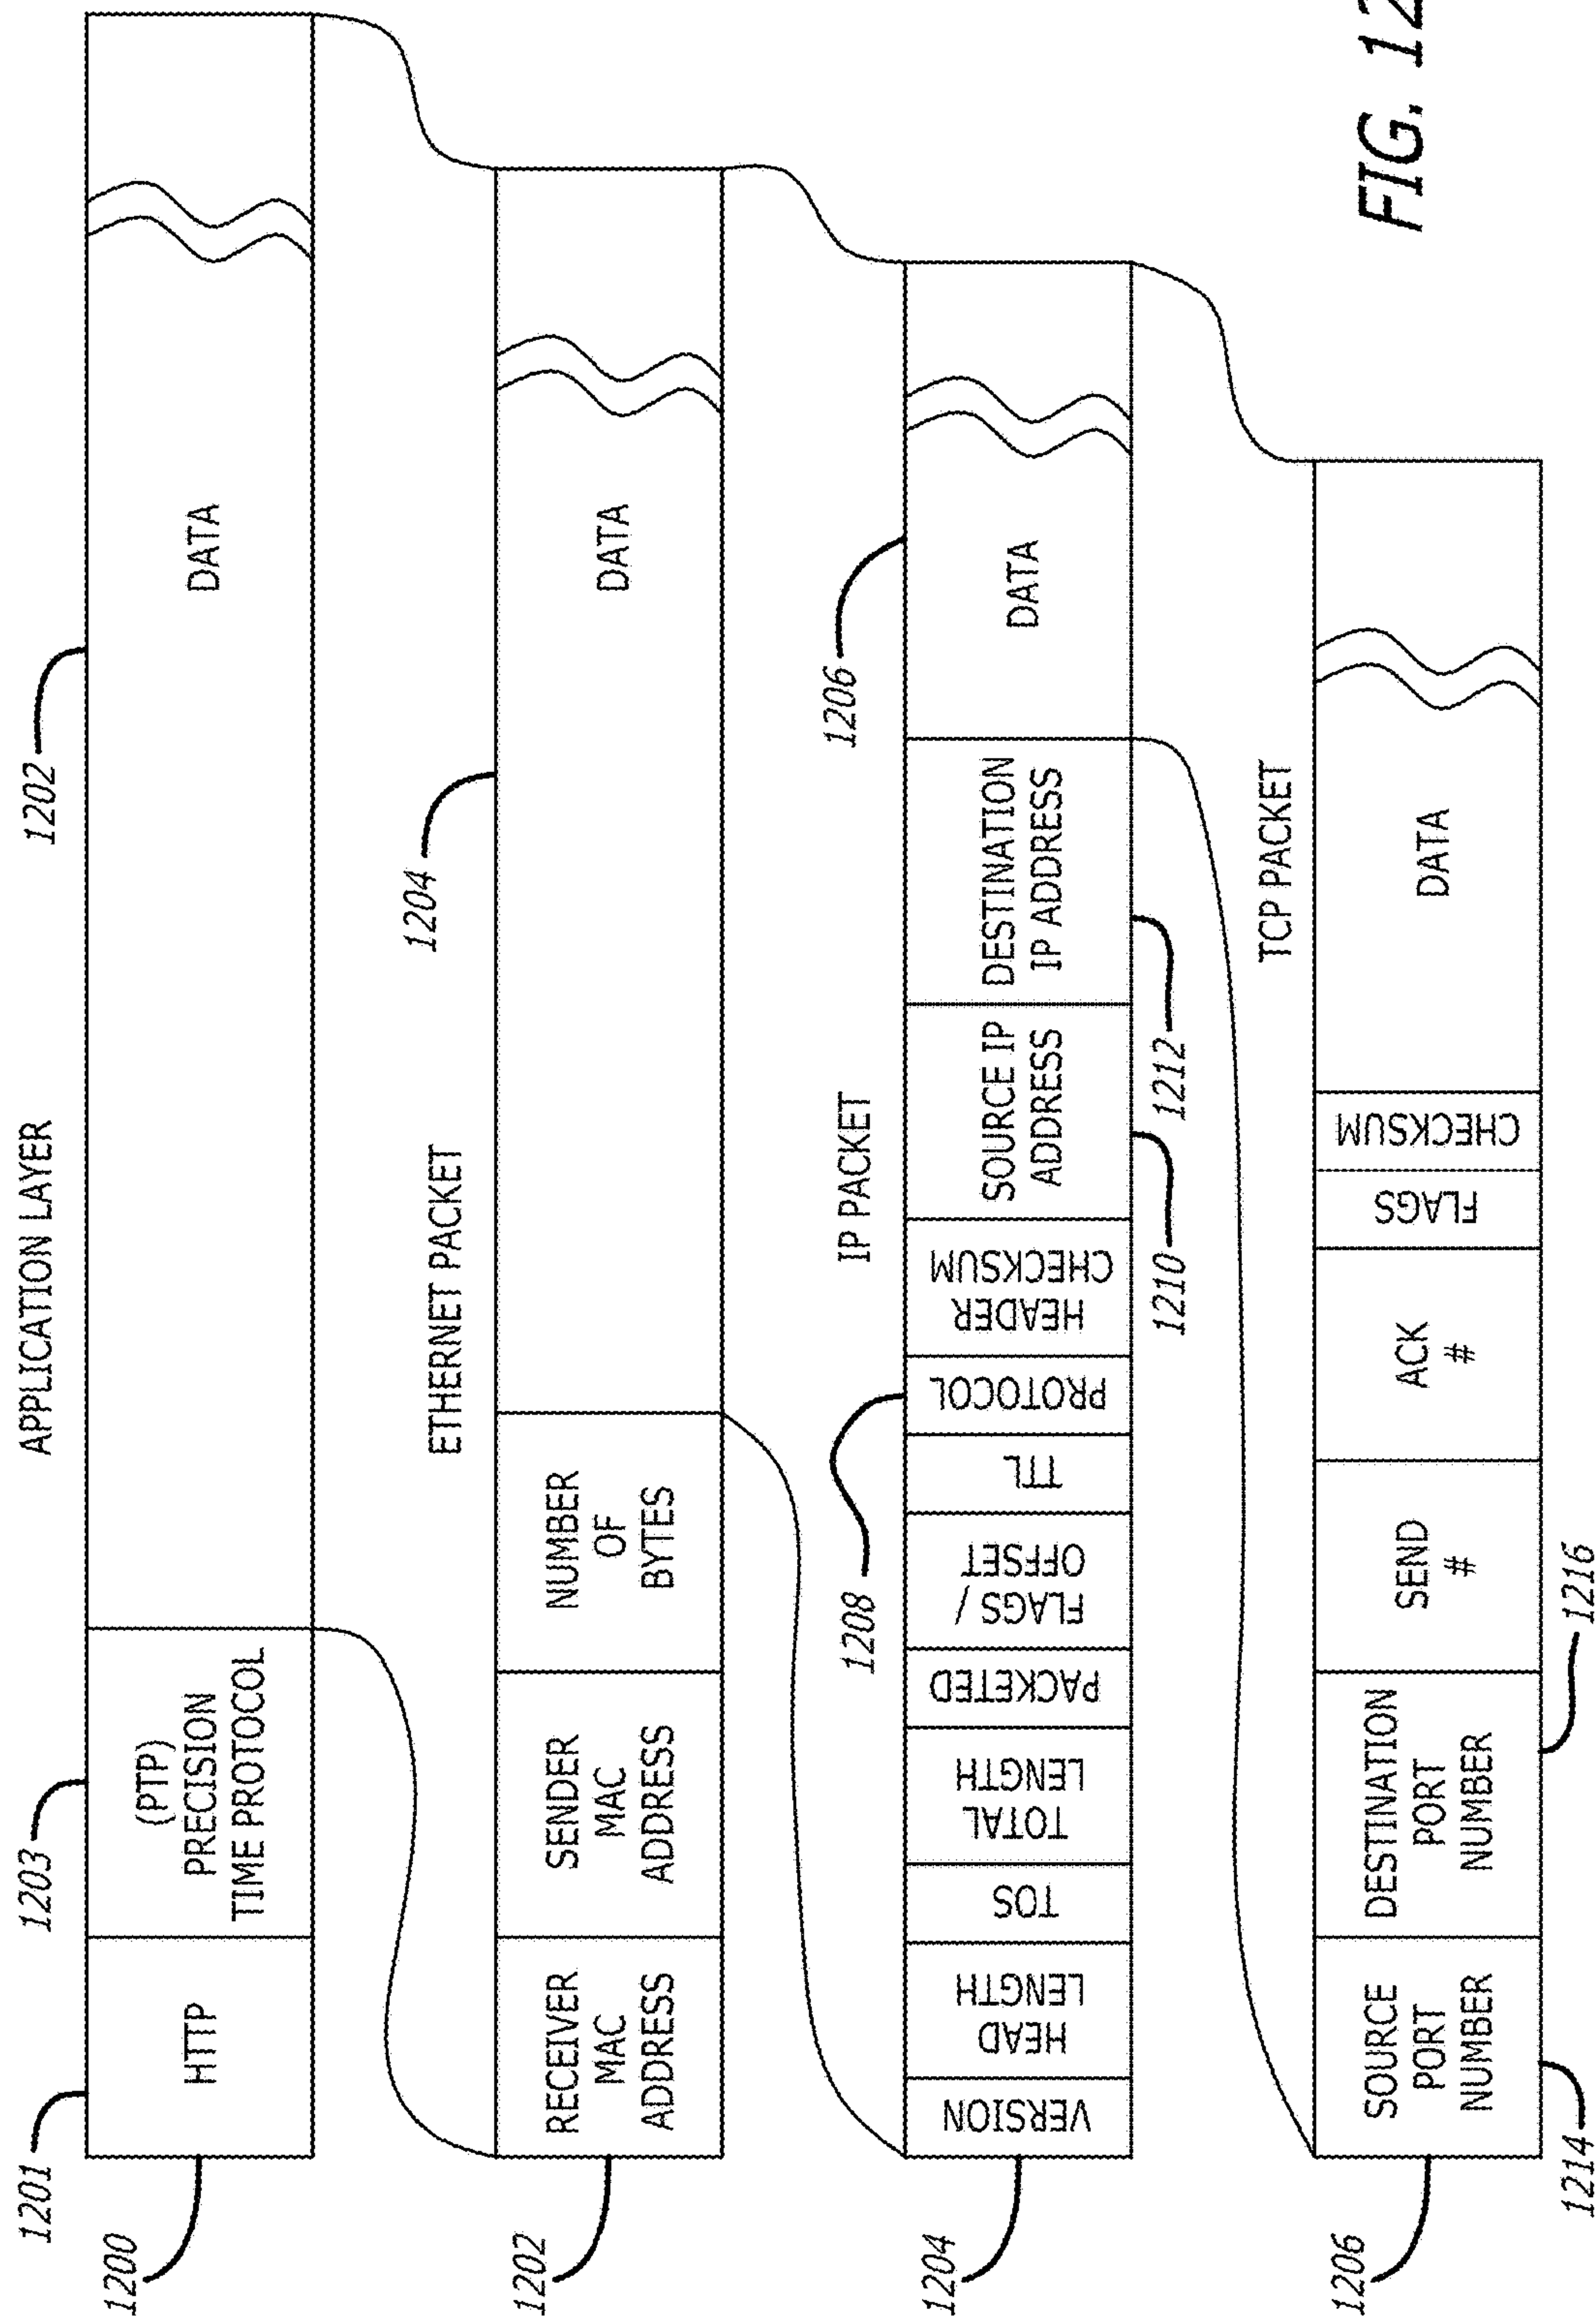 APPLICATION LAYER
1202
1201
1203
1200
HTTP
(PTP)
PRECISION
TIME PROTOCOL
DATA
ETHERNET PACKET
1204
1202
RECEIVER
MAC
ADDRESS
SENDER
MAC
ADDRESS
NUMBER
OF
BYTES
DATA
IP PACKET
1208
1206
1204
VERSION
HEAD
LENGTH
TOS
TOTAL
LENGTH
PACKETED
FLAGS /
OFFSET
TTL
PROTOCOL
HEADER
CHECKSUM
SOURCE IP
ADDRESS
DESTINATION
IP ADDRESS
DATA
1210
1212
TCP PACKET
1206
SOURCE
PORT
NUMBER
DESTINATION
PORT
NUMBER
SEND
#
ACK
#
FLAGS
CHECKSUM
DATA
1214
1216
FIG. 12